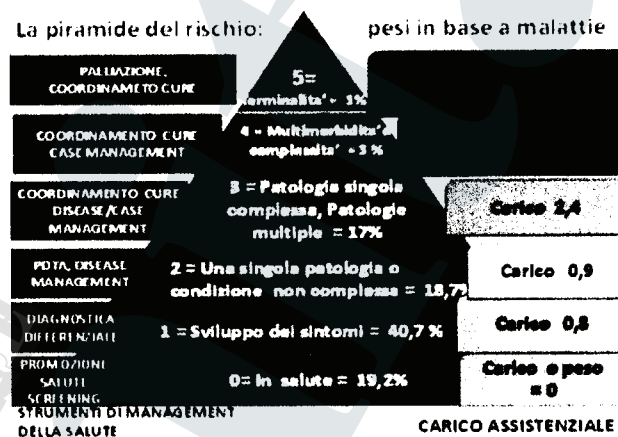 La piramide del rischio:
pesi in base a malattie
PALLIAZIONE,
COORDINAMETO CURE
5=
terminalita' = 1%
COORDINAMENTO CURE
CASE MANAGEMENT
4 = Multimorbidita' e
complessita' = 3 %
COORDINAMENTO CURE
DISEASE/CASE
MANAGEMENT
3 = Patologia singola
complessa, Patologie
multiple = 17%
Carico 2,4
PDTA, DISEASE
MANAGEMENT
2 = Una singola patologia o
condizione non complessa = 18,7%
Carico 0,9
DIAGNOSTICA
DIFFERENZIALE
1 = Sviluppo dei sintomi = 40,7 %
Carico 0,8
PROMOZIONE
SALUTE
SCREENING
0= In salute = 19,2%
Carico o peso
= 0
STRUMENTI DI MANAGEMENT
DELLA SALUTE
CARICO ASSISTENZIALE